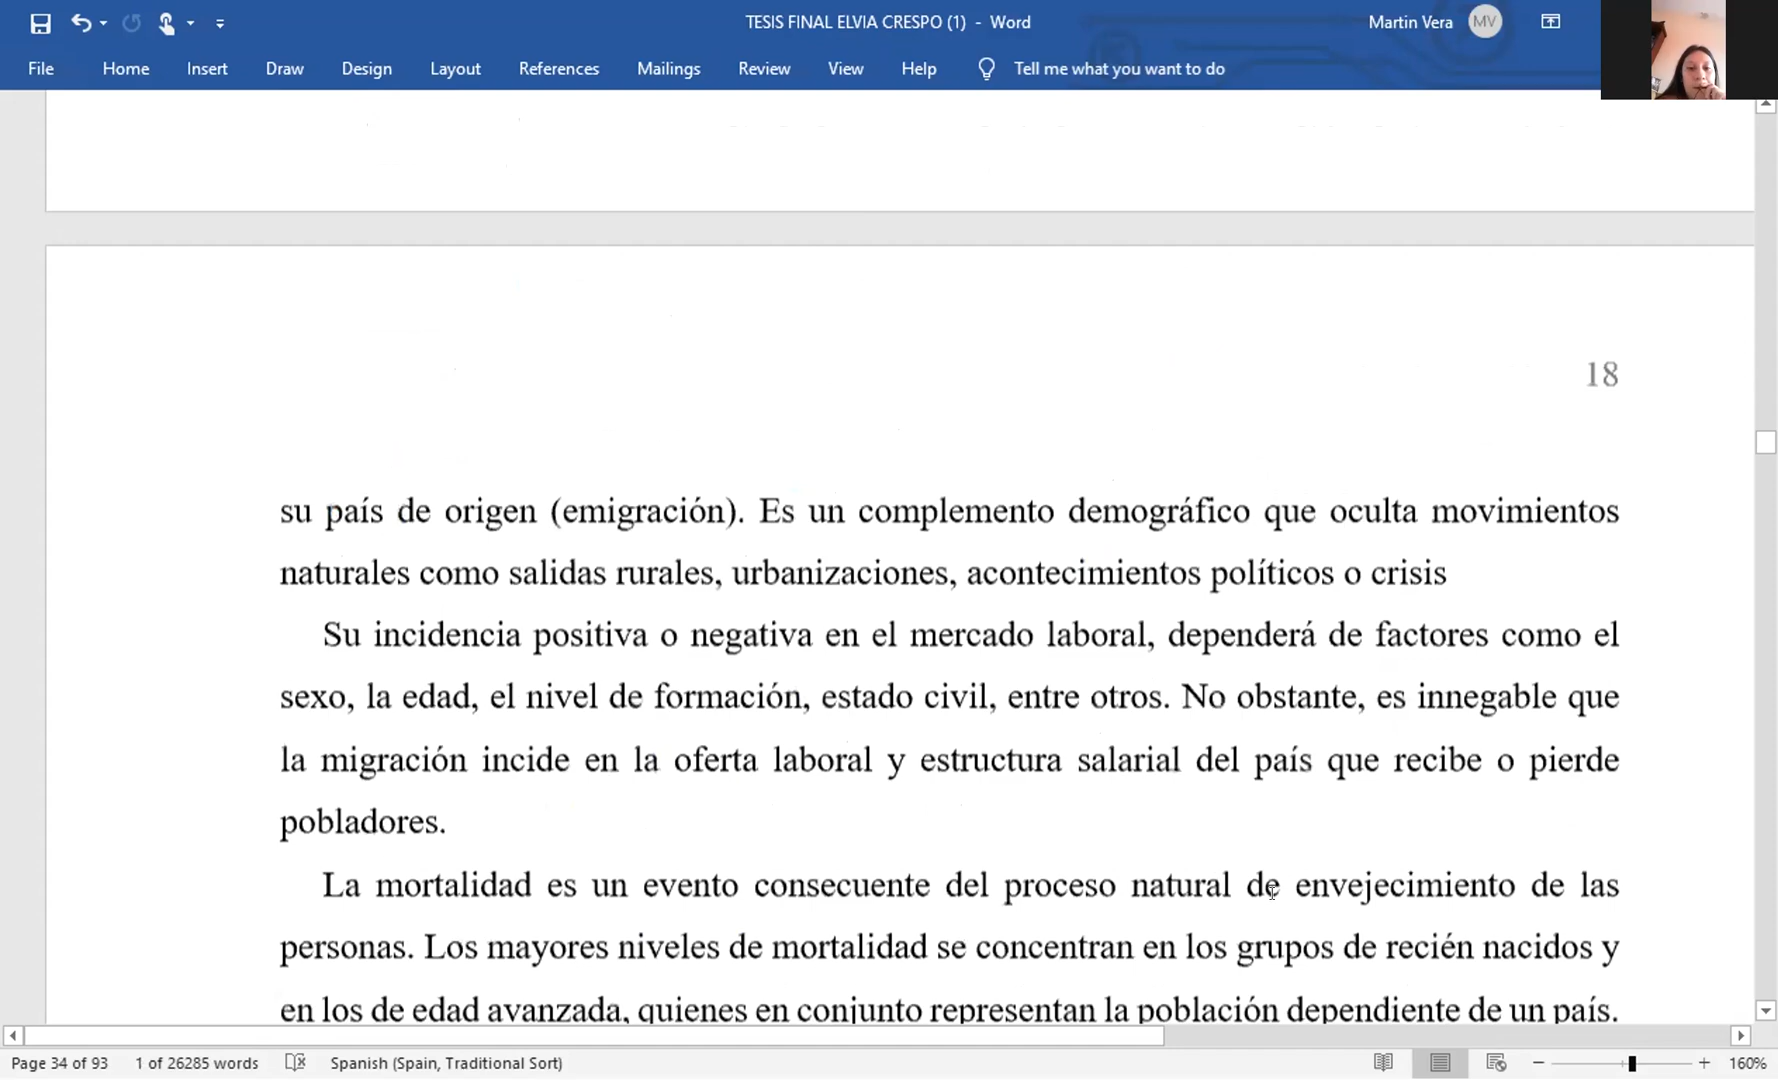 TESIS FINAL ELVIA CRESPO (1) - Word
Martin Vera
MV
File Home Insert Draw Design Layout References Mailings Review View Help Tell me what you want to do
18
su país de origen (emigración). Es un complemento demográfico que oculta movimientos
naturales como salidas rurales, urbanizaciones, acontecimientos políticos o crisis
Su incidencia positiva o negativa en el mercado laboral, dependerá de factores como el
sexo, la edad, el nivel de formación, estado civil, entre otros. No obstante, es innegable que
la migración incide en la oferta laboral y estructura salarial del país que recibe o pierde
pobladores.
La mortalidad es un evento consecuente del proceso natural de envejecimiento de las
personas. Los mayores niveles de mortalidad se concentran en los grupos de recién nacidos y
en los de edad avanzada, quienes en conjunto representan la población dependiente de un país.
Page 34 of 93 1 of 26285 words Spanish (Spain, Traditional Sort) 160%